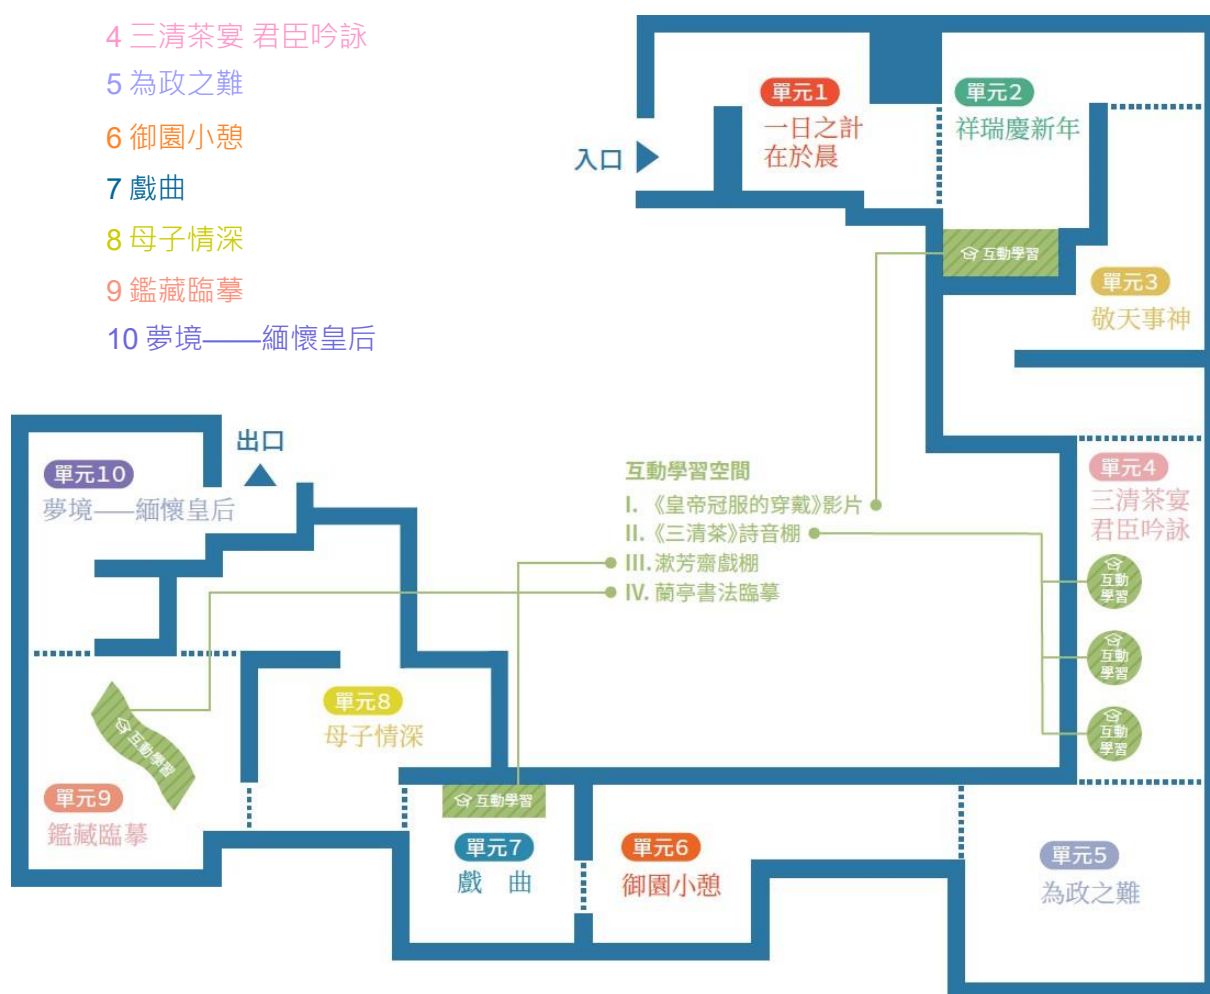 4 三清茶宴 君臣吟詠
5 為政之難
6 御園小憩
7 戲曲
8 母子情深
9 鑑藏臨摹
10 夢境——緬懷皇后
入口
單元1
一日之計
在於晨
單元2
祥瑞慶新年
互動學習
單元3
敬天事神
單元4
三清茶宴
君臣吟詠
互動
學習
互動
學習
互動
學習
互動學習空間
I. 《皇帝冠服的穿戴》影片
II. 《三清茶》詩音棚
III. 漱芳齋戲棚
IV. 蘭亭書法臨摹
出口
單元10
夢境——緬懷皇后
單元8
母子情深
互動學習
單元9
鑑藏臨摹
互動學習
單元7
戲 曲
單元6
御園小憩
單元5
為政之難